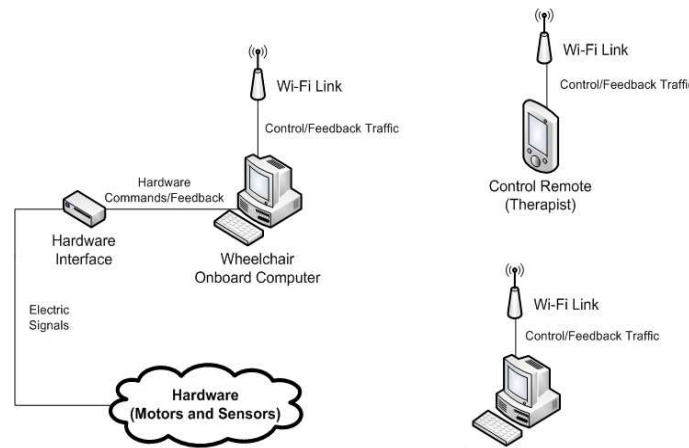 Wi-Fi Link
Control/Feedback Traffic
Hardware
Commands/Feedback
Hardware
Interface
Wheelchair
Onboard Computer
Electric
Signals
Hardware
(Motors and Sensors)
Wi-Fi Link
Control/Feedback Traffi
Control Remote
(Therapist)
Wi-Fi Link
Control/Feedback Traffic